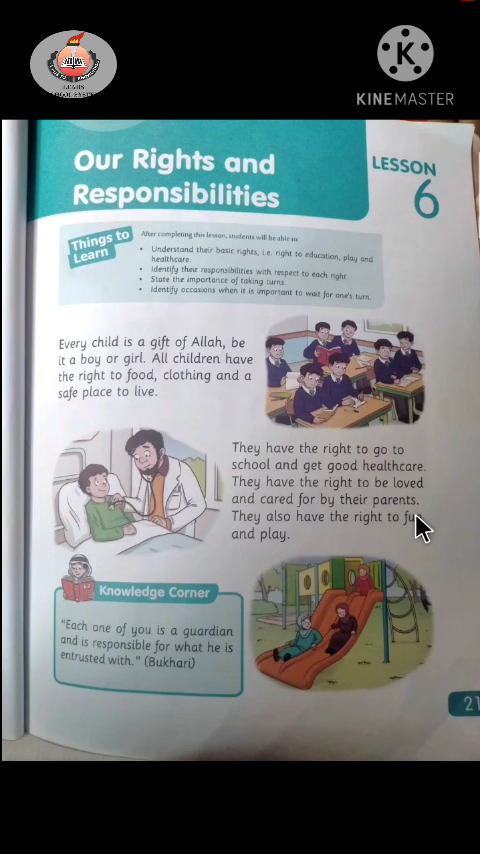 KINEMASTER
Our Rights and
Responsibilities
LESSON
6
Things to
Learn
After completing this lesson, students will be able to:
• Understand their basic rights, i.e. right to education, play and
healthcare.
• Identify their responsibilities with respect to each right.
• State the importance of taking turns.
• Identify occasions when it is important to wait for one's turn.
Every child is a gift of Allah, be
it a boy or girl. All children have
the right to food, clothing and a
safe place to live.
They have the right to go to
school and get good healthcare.
They have the right to be loved
and cared for by their parents.
They also have the right to fu
and play.
Knowledge Corner
"Each one of you is a guardian
and is responsible for what he is
entrusted with." (Bukhari)
21